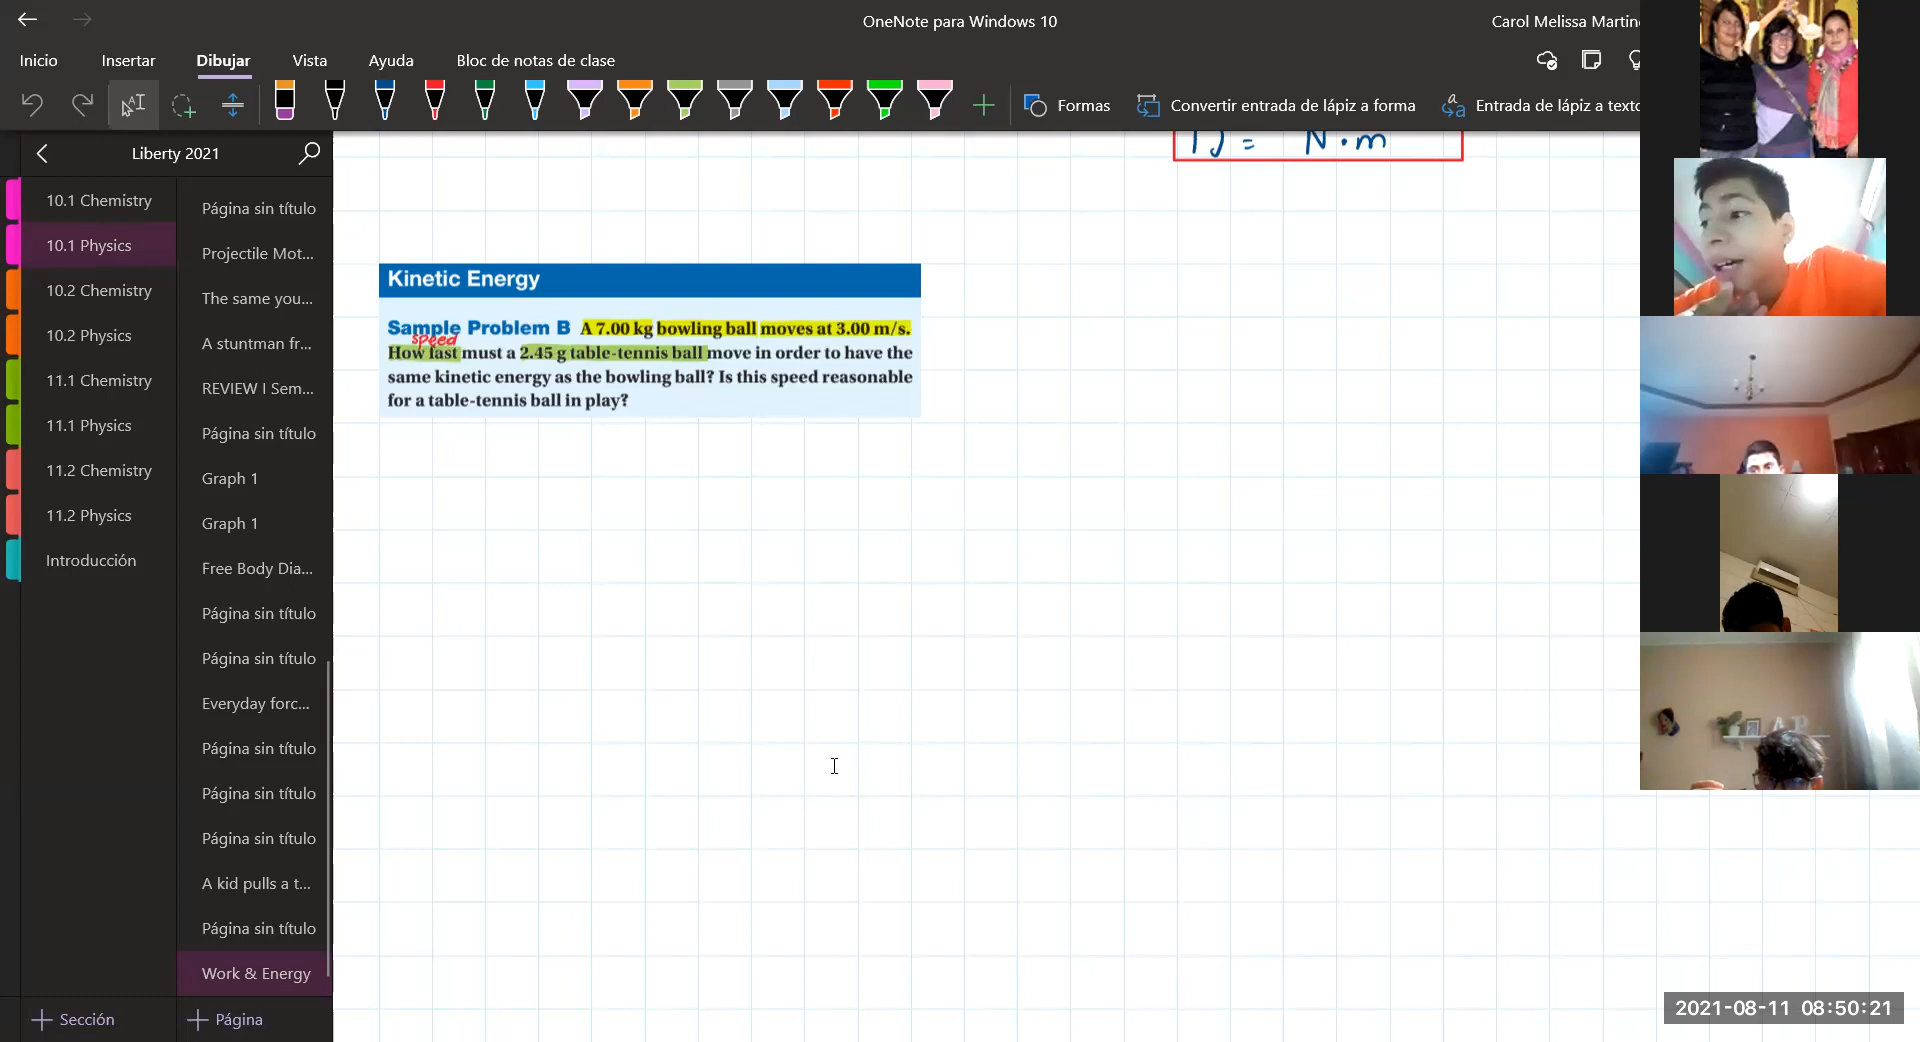 OneNote para Windows 10
Carol Melissa Martin
Inicio
Insertar
Dibujar
Vista
Ayuda
Bloc de notas de clase
Formas
Convertir entrada de lápiz a forma
Entrada de lápiz a texto
Liberty 2021
10.1 Chemistry
10.1 Physics
10.2 Chemistry
10.2 Physics
11.1 Chemistry
11.1 Physics
11.2 Chemistry
11.2 Physics
Introducción
Sección
Página sin título
Projectile Mot...
The same you...
A stuntman fr...
REVIEW I Sem...
Página sin título
Graph 1
Graph 1
Free Body Dia...
Página sin título
Página sin título
Everyday forc...
Página sin título
Página sin título
Página sin título
A kid pulls a t...
Página sin título
Work & Energy
Página
1J = N·m
Kinetic Energy
Sample Problem B A 7.00 kg bowling ball moves at 3.00 m/s.
speed
How fast must a 2.45 g table-tennis ball move in order to have the
same kinetic energy as the bowling ball? Is this speed reasonable
for a table-tennis ball in play?
2021-08-11 08:50:21